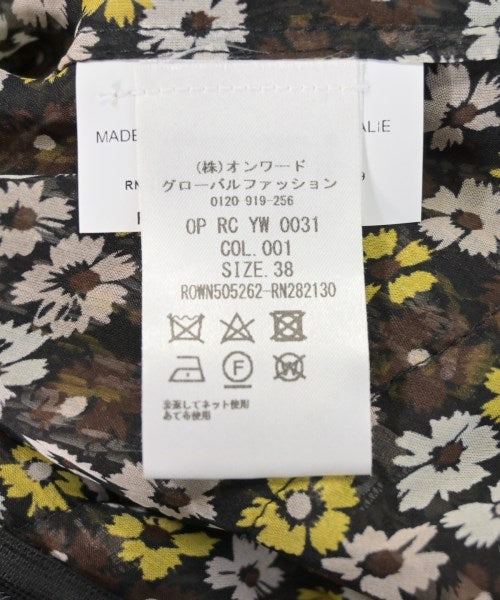 MADE
ALIE
RN
9
(株)オンワード
グローバルファッション
0120 919-256
OP RC YW 0031
COL.001
SIZE.38
ROWN505262-RN282130
F
W
裏返してネット使用
あて布使用